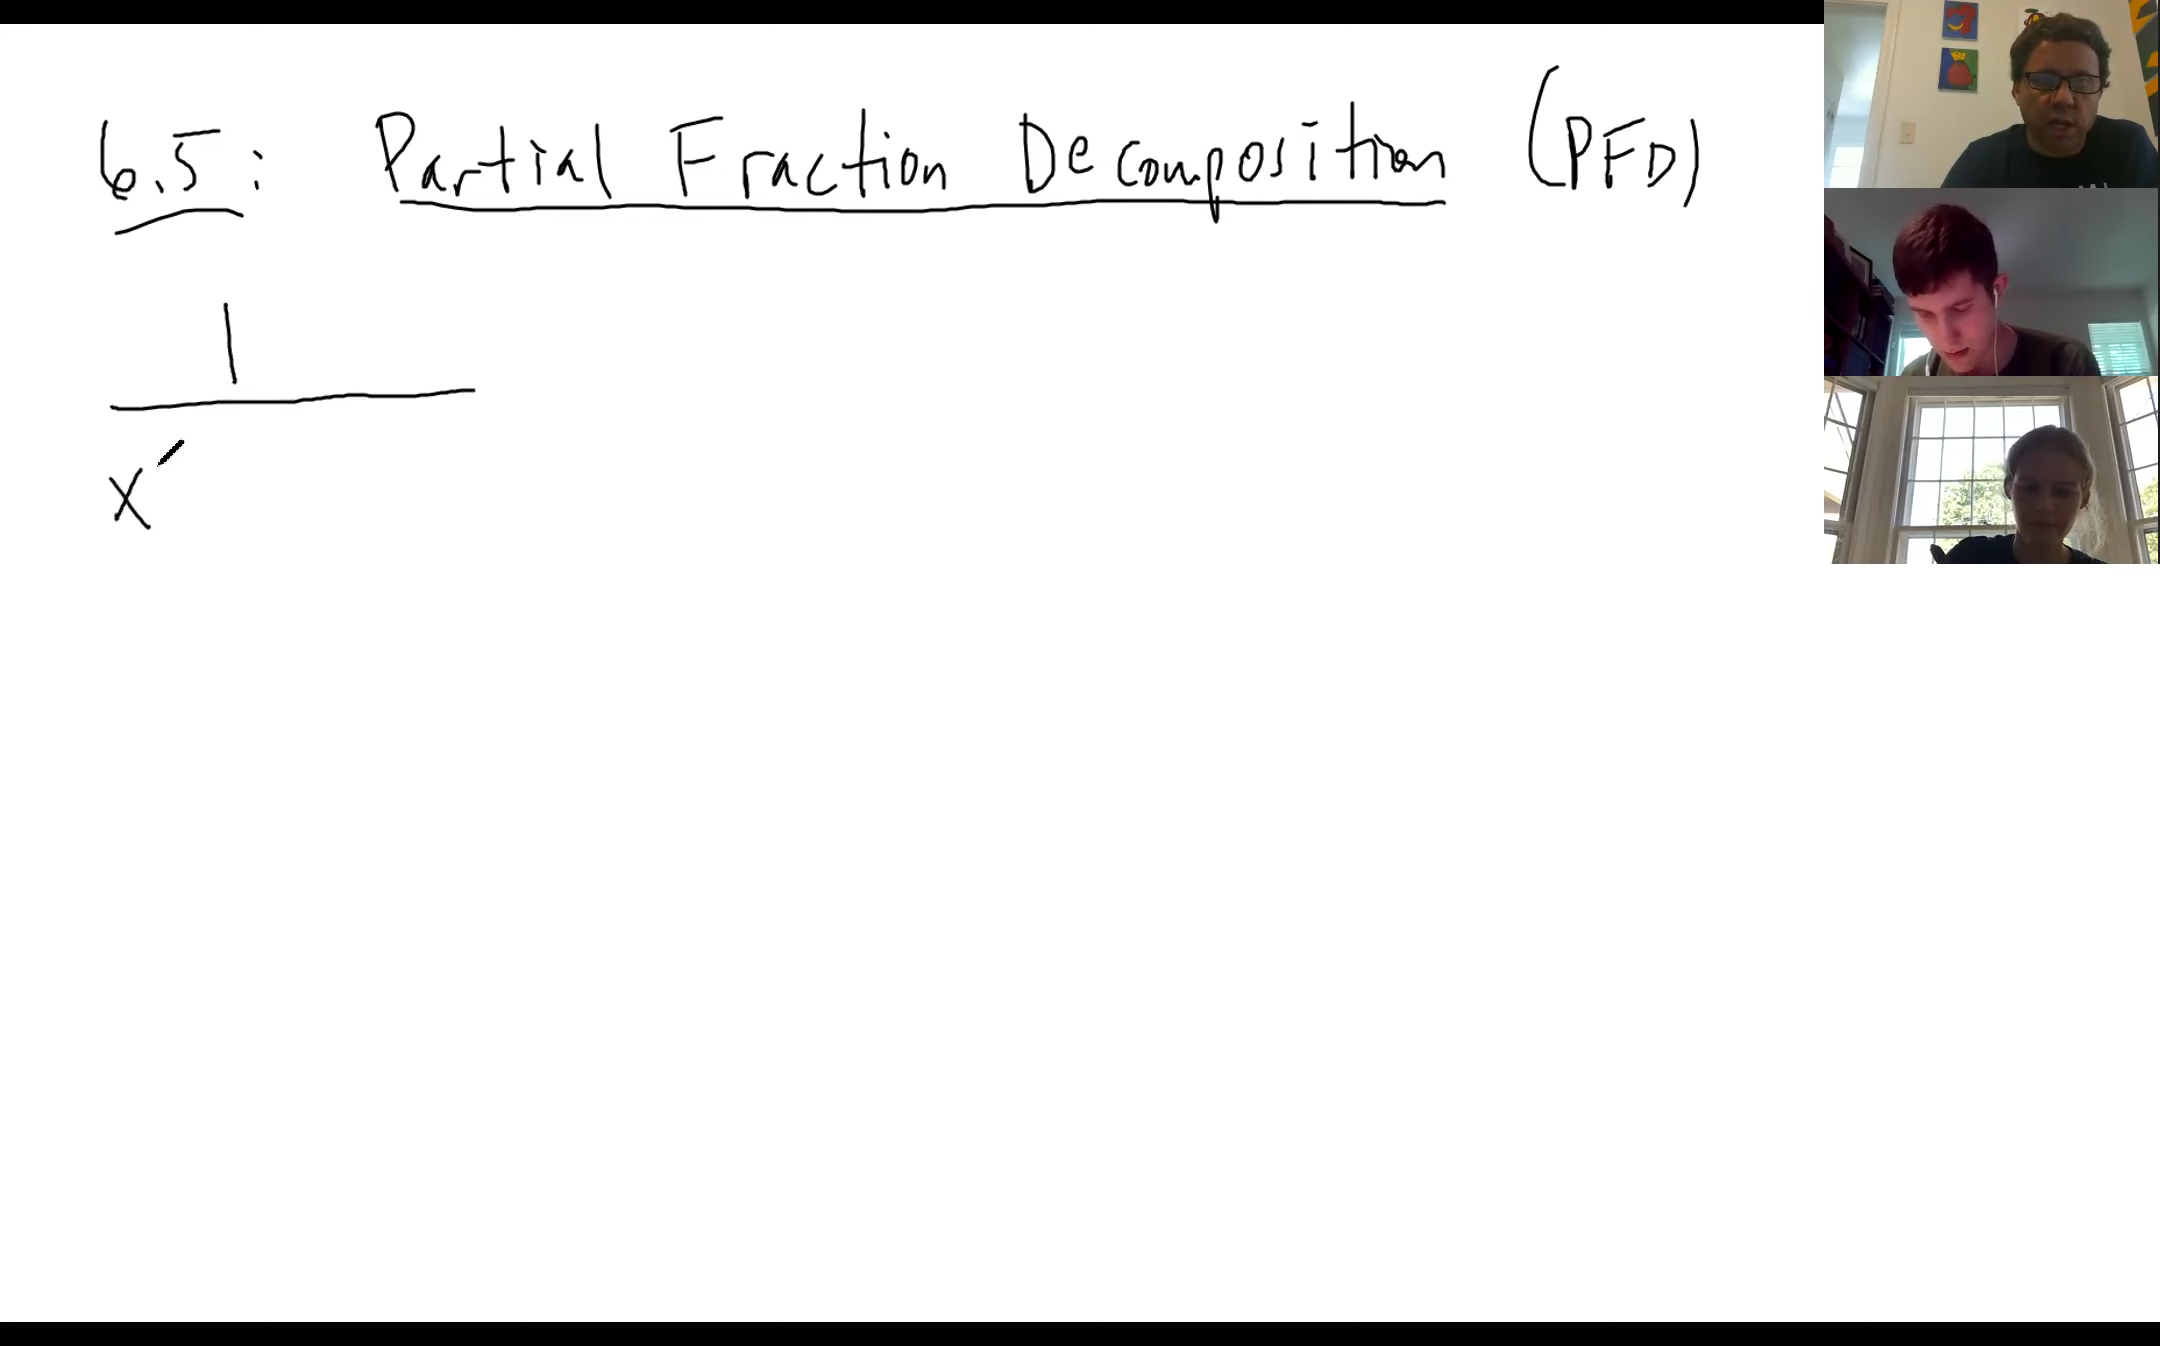 6.5: Partial Fraction Decomposition (PFD)
1
x